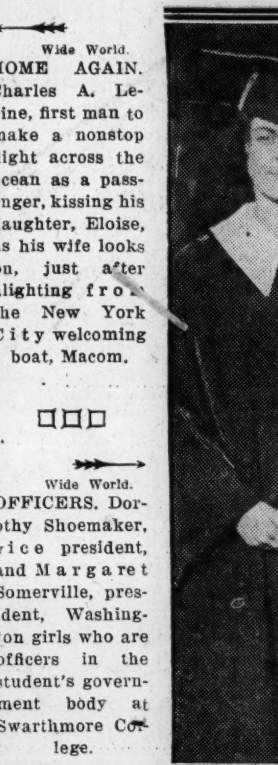 Wide World.
HOME AGAIN.
Charles A. Le-
vine, first man to
make a nonstop
flight across the
ocean as a pass-
enger, kissing his
daughter, Eloise,
as his wife looks
on, just after
alighting from
the New York
City welcoming
boat, Macom.
Wide World.
OFFICERS. Dor-
othy Shoemaker,
vice president,
and Margaret
Somerville, pres-
ident, Washing-
ton girls who are
officers in the
student's govern-
ment body at
Swarthmore Col-
lege.